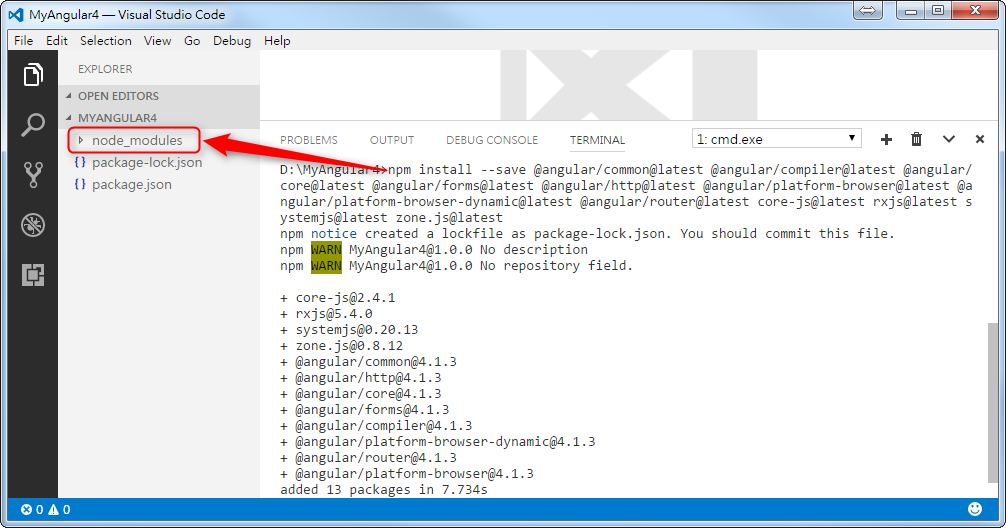 MyAngular4 — Visual Studio Code
File Edit Selection View Go Debug Help
EXPLORER
OPEN EDITORS
MYANGULAR4
node_modules
{ } package-lock.json
{ } package.json
PROBLEMS OUTPUT DEBUG CONSOLE TERMINAL 1: cmd.exe
D:\MyAngular4>npm install --save @angular/common@latest @angular/compiler@latest @angular/
core@latest @angular/forms@latest @angular/http@latest @angular/platform-browser@latest @a
ngular/platform-browser-dynamic@latest @angular/router@latest core-js@latest rxjs@latest s
ystemjs@latest zone.js@latest
npm notice created a lockfile as package-lock.json. You should commit this file.
npm WARN MyAngular4@1.0.0 No description
npm WARN MyAngular4@1.0.0 No repository field.
+ core-js@2.4.1
+ rxjs@5.4.0
+ systemjs@0.20.13
+ zone.js@0.8.12
+ @angular/common@4.1.3
+ @angular/http@4.1.3
+ @angular/core@4.1.3
+ @angular/forms@4.1.3
+ @angular/compiler@4.1.3
+ @angular/platform-browser-dynamic@4.1.3
+ @angular/router@4.1.3
+ @angular/platform-browser@4.1.3
added 13 packages in 7.734s
0 0